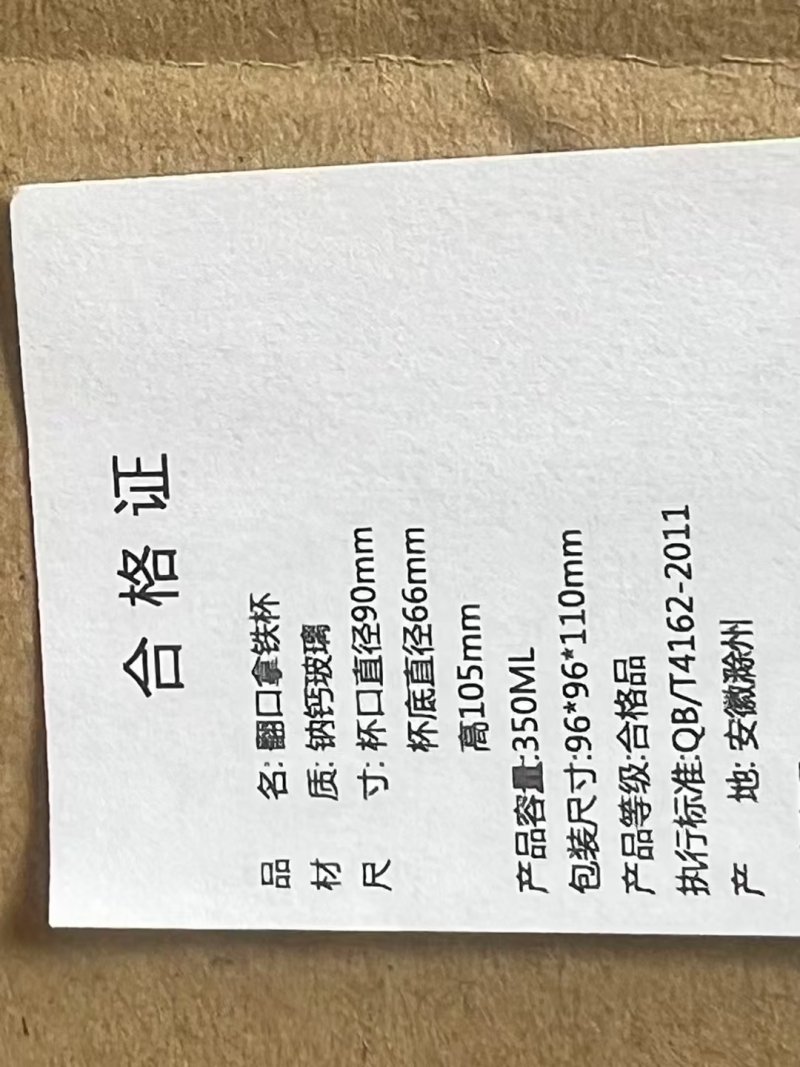 合格证
品 名: 翻口拿铁杯
材 质: 钠钙玻璃
尺 寸: 杯口直径90mm
杯底直径66mm
高105mm
产品容量:350ML
包装尺寸:96*96*110mm
产品等级:合格品
执行标准:QB/T4162-2011
产 地: 安徽滁州